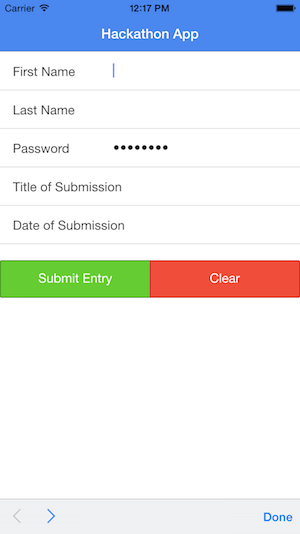 Carrier 12:17 PM
Hackathon App
First Name
Last Name
Password ••••••••
Title of Submission
Date of Submission
Submit Entry Clear
Done